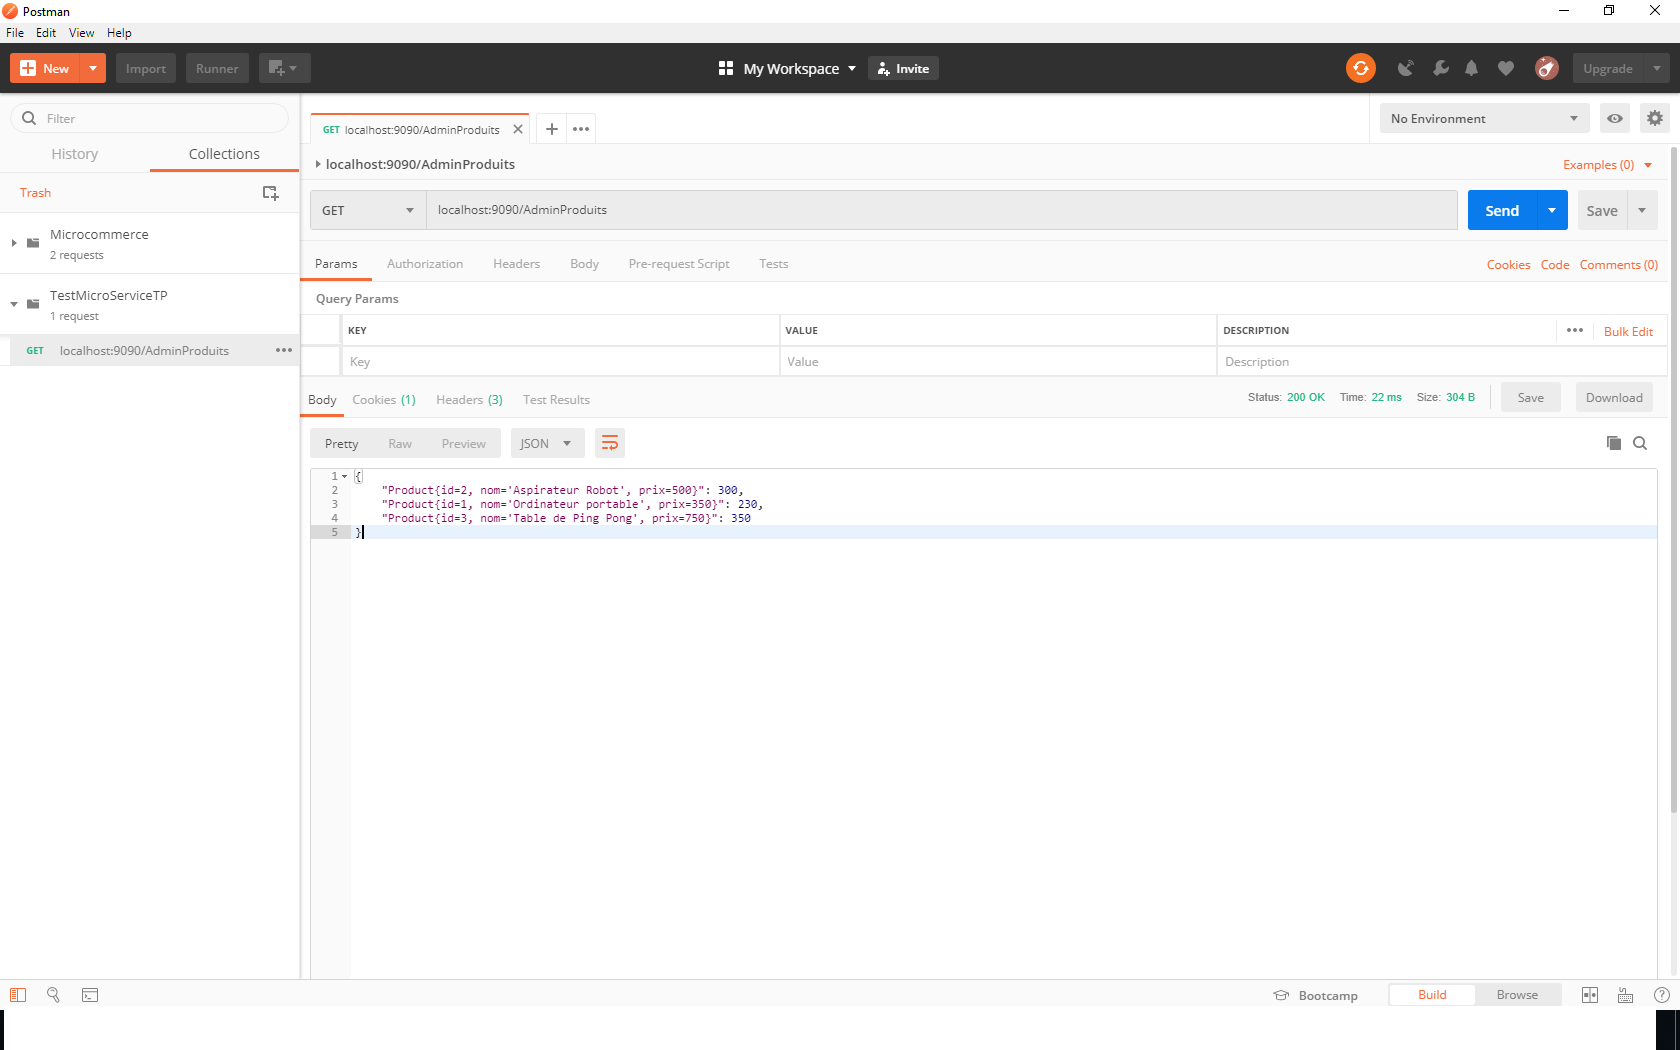 Postman
File Edit View Help
New Import Runner My Workspace Invite Upgrade
Filter
History Collections
Trash
Microcommerce
2 requests
TestMicroServiceTP
1 request
GET localhost:9090/AdminProduits •••
GET localhost:9090/AdminProduits •••
No Environment
localhost:9090/AdminProduits
Examples (0)
GET localhost:9090/AdminProduits Send Save
Params Authorization Headers Body Pre-request Script Tests Cookies Code Comments (0)
Query Params
KEY VALUE DESCRIPTION ••• Bulk Edit
Key Value Description
Body Cookies (1) Headers (3) Test Results Status: 200 OK Time: 22 ms Size: 304 B Save Download
Pretty Raw Preview JSON
1 {
2 "Product{id=2, nom='Aspirateur Robot', prix=500}": 300,
3 "Product{id=1, nom='Ordinateur portable', prix=350}": 230,
4 "Product{id=3, nom='Table de Ping Pong', prix=750}": 350
5 }
Bootcamp Build Browse